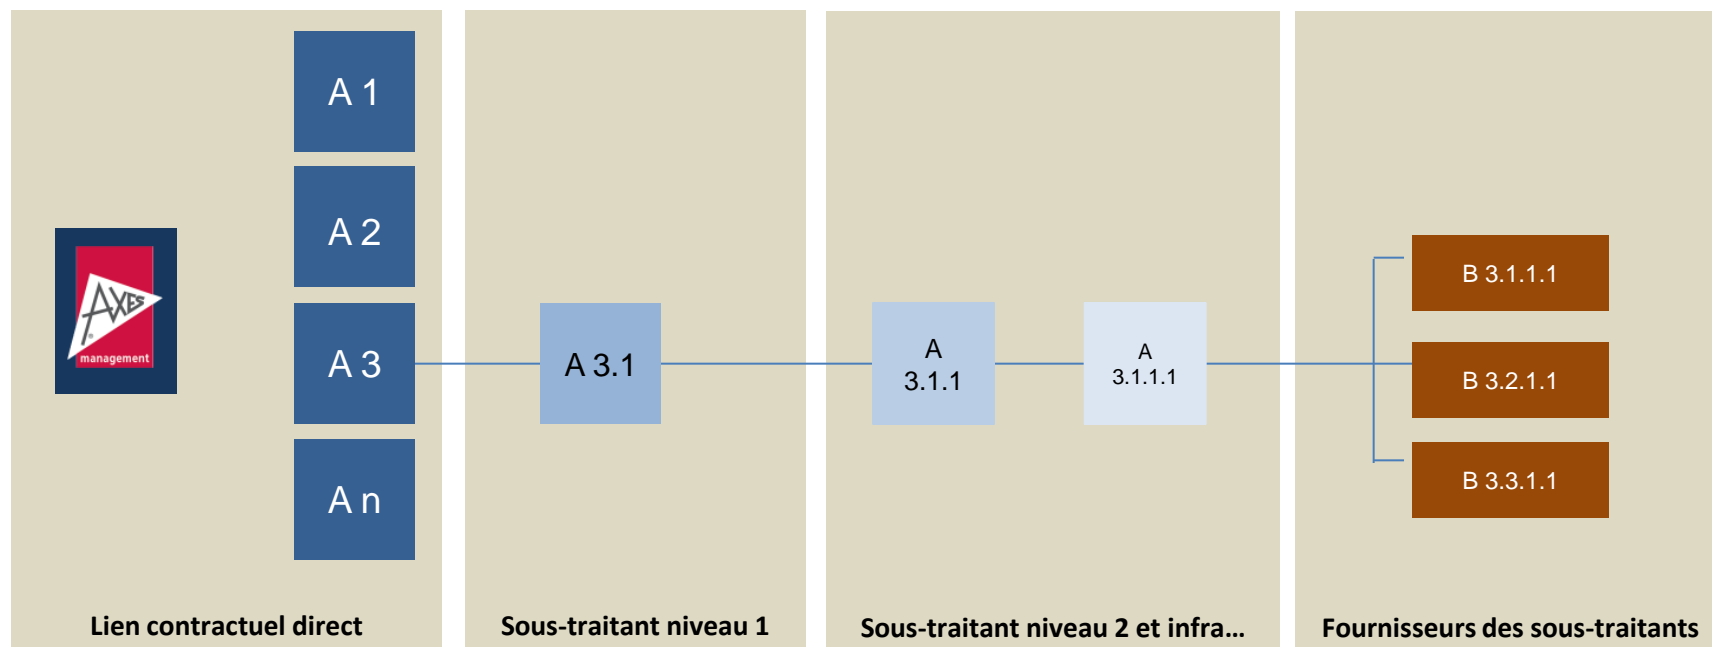 A 1
A 2
AXES
management
A 3
A n
Lien contractuel direct
A 3.1
Sous-traitant niveau 1
A
3.1.1
A
3.1.1.1
Sous-traitant niveau 2 et infra...
B 3.1.1.1
B 3.2.1.1
B 3.3.1.1
Fournisseurs des sous-traitants